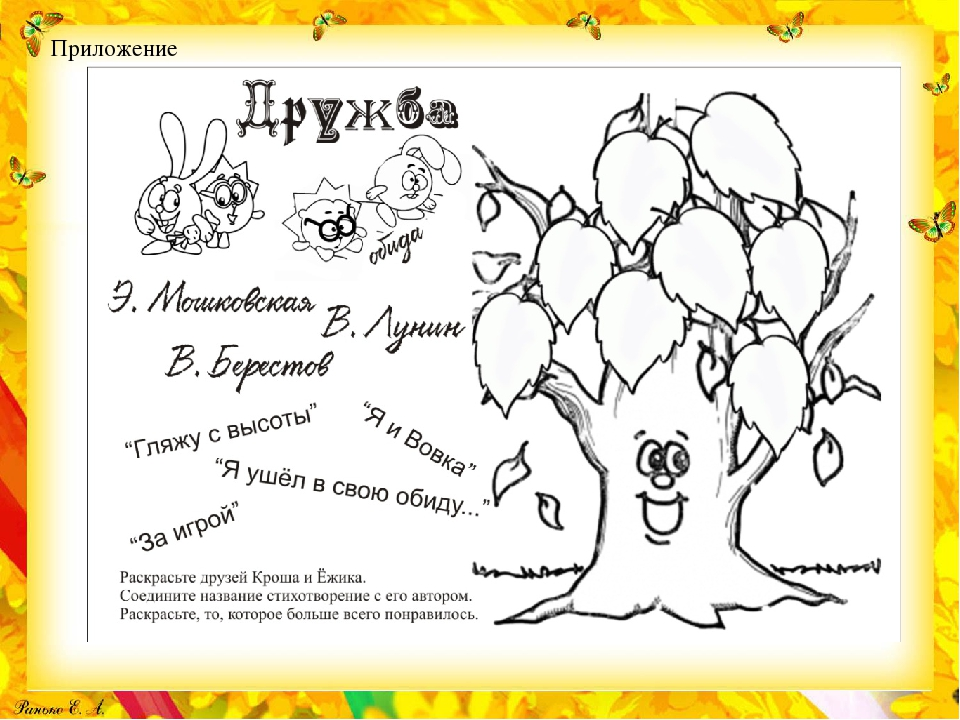 Приложение
Дружба
обида
Э. Мошковская
В. Лунин
В. Берестов
“Гляжу с высоты”
“Я и Вовка”
“Я ушёл в свою обиду...”
“За игрой”
Раскрасьте друзей Кроша и Ёжика.
Соедините название стихотворение с его автором.
Раскрасьте, то, которое больше всего понравилось.
Ранько Е. А.